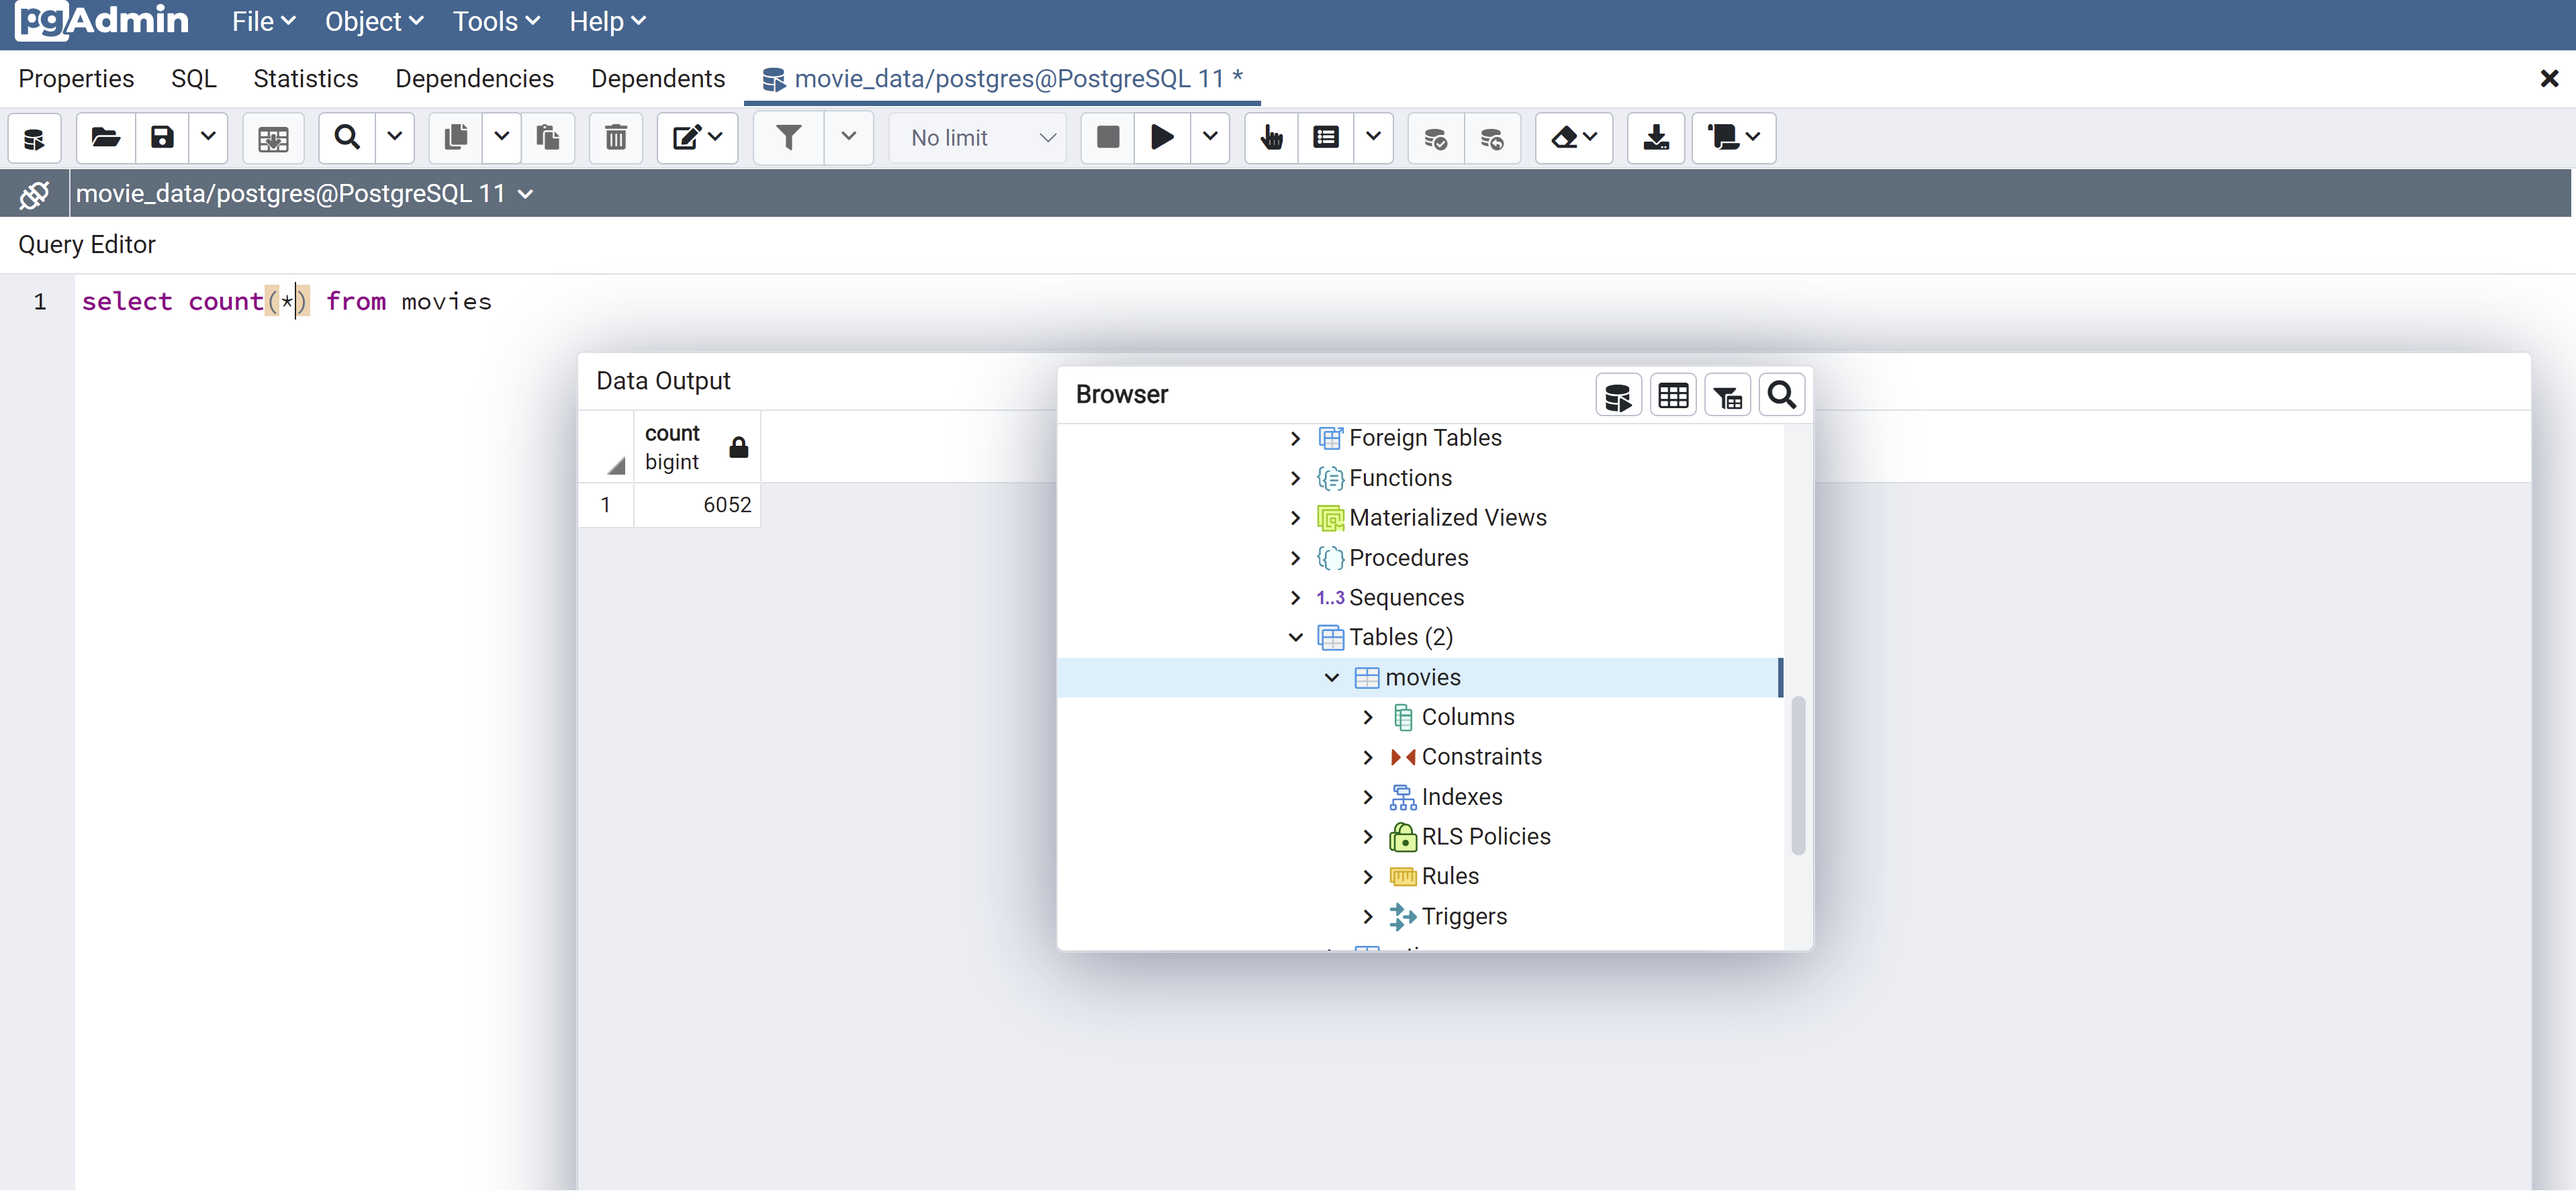 pgAdmin File Object Tools Help
Properties SQL Statistics Dependencies Dependents movie_data/postgres@PostgreSQL 11 *
No limit
movie_data/postgres@PostgreSQL 11
Query Editor
1 select count(*) from movies
Data Output
count
bigint
1 6052
Browser
Foreign Tables
Functions
Materialized Views
Procedures
1..3 Sequences
Tables (2)
movies
Columns
Constraints
Indexes
RLS Policies
Rules
Triggers